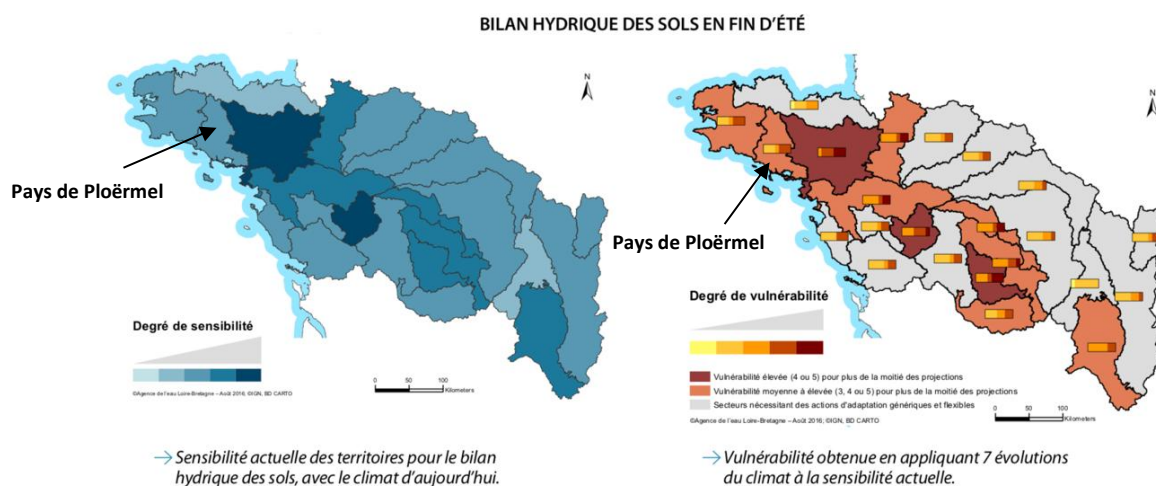 BILAN HYDRIQUE DES SOLS EN FIN D'ÉTÉ
N
Pays de Ploërmel
Degré de sensibilité
0 50 100
Kilometers
©Agence de l'eau Loire-Bretagne – Août 2016, ©IGN, BD CARTO
→ Sensibilité actuelle des territoires pour le bilan
hydrique des sols, avec le climat d'aujourd'hui.
N
Pays de Ploërmel
Degré de vulnérabilité
Vulnérabilité élevée (4 ou 5) pour plus de la moitié des projections
Vulnérabilité moyenne à élevée (3, 4 ou 5) pour plus de la moitié des projections
Secteurs nécessitant des actions d'adaptation génériques et flexibles
©Agence de l'eau Loire-Bretagne – Août 2016; ©IGN, BD CARTO
0 50 100
Kilometers
→ Vulnérabilité obtenue en appliquant 7 évolutions
du climat à la sensibilité actuelle.